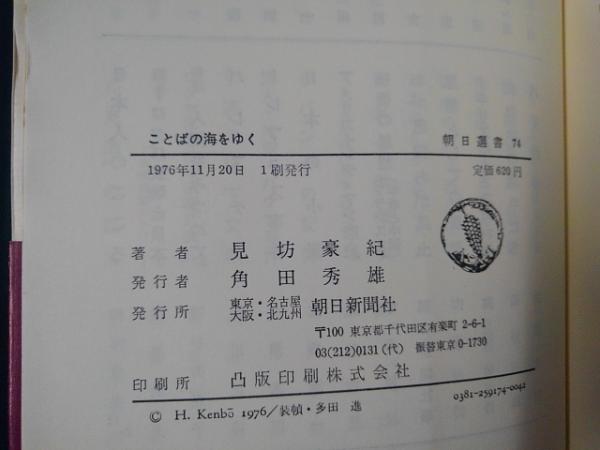 ことばの海をゆく 朝日選書 74
1976年11月20日 1刷発行 定価620円
著者 見坊豪紀
発行者 角田秀雄
発行所 東京・名古屋 大阪・北九州 朝日新聞社
〒100 東京都千代田区有楽町 2-6-1
03(212)0131(代) 振替東京 0-1730
印刷所 凸版印刷株式会社
© H. Kenbō 1976/装幀・多田 進 0381-259174-0042